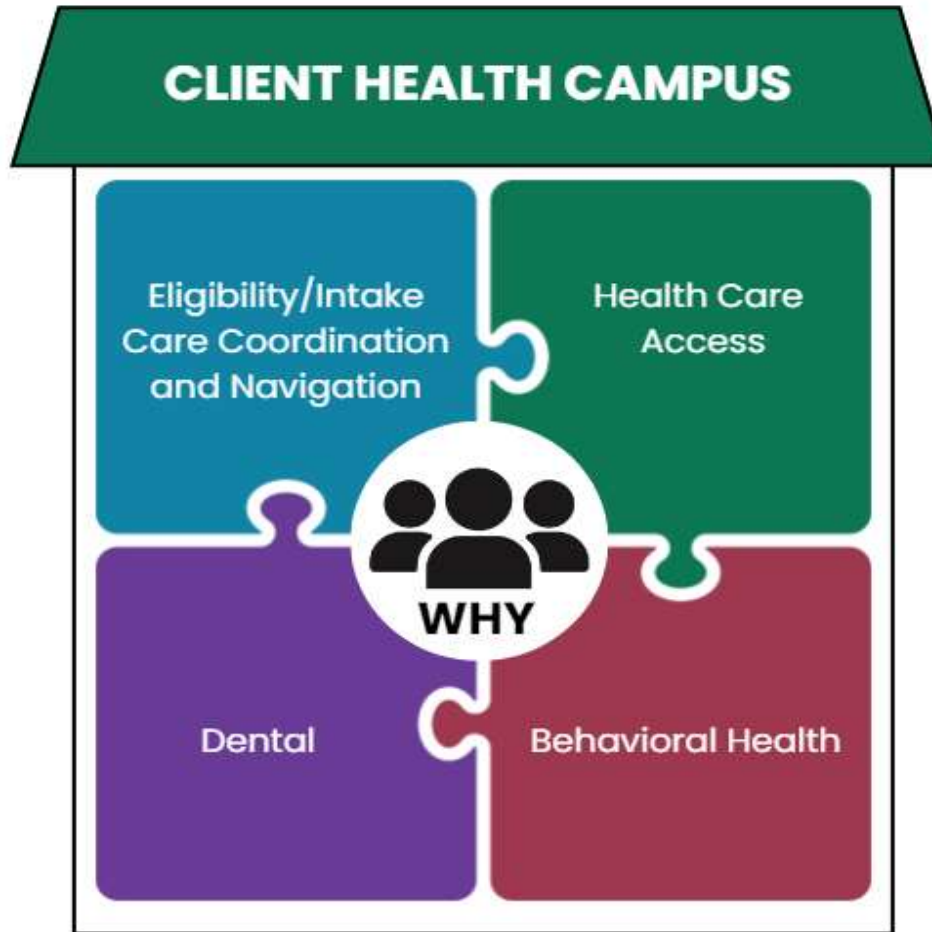 CLIENT HEALTH CAMPUS
Eligibility/Intake
Care Coordination
and Navigation
Health Care
Access
WHY
Dental
Behavioral Health